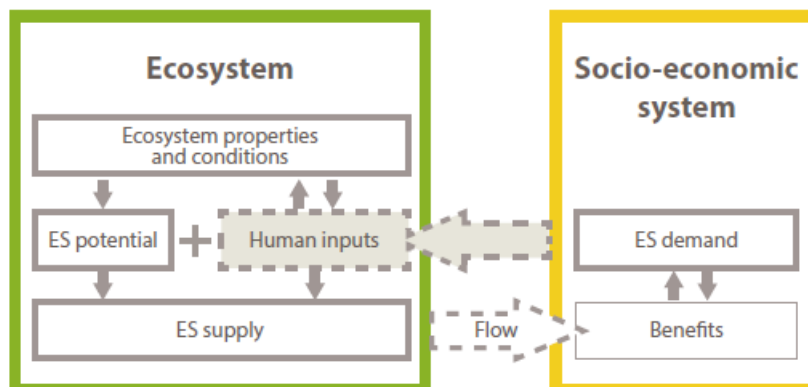 Ecosystem
Ecosystem properties
and conditions
ES potential
+
Human inputs
ES supply
Flow
Socio-economic
system
ES demand
Benefits